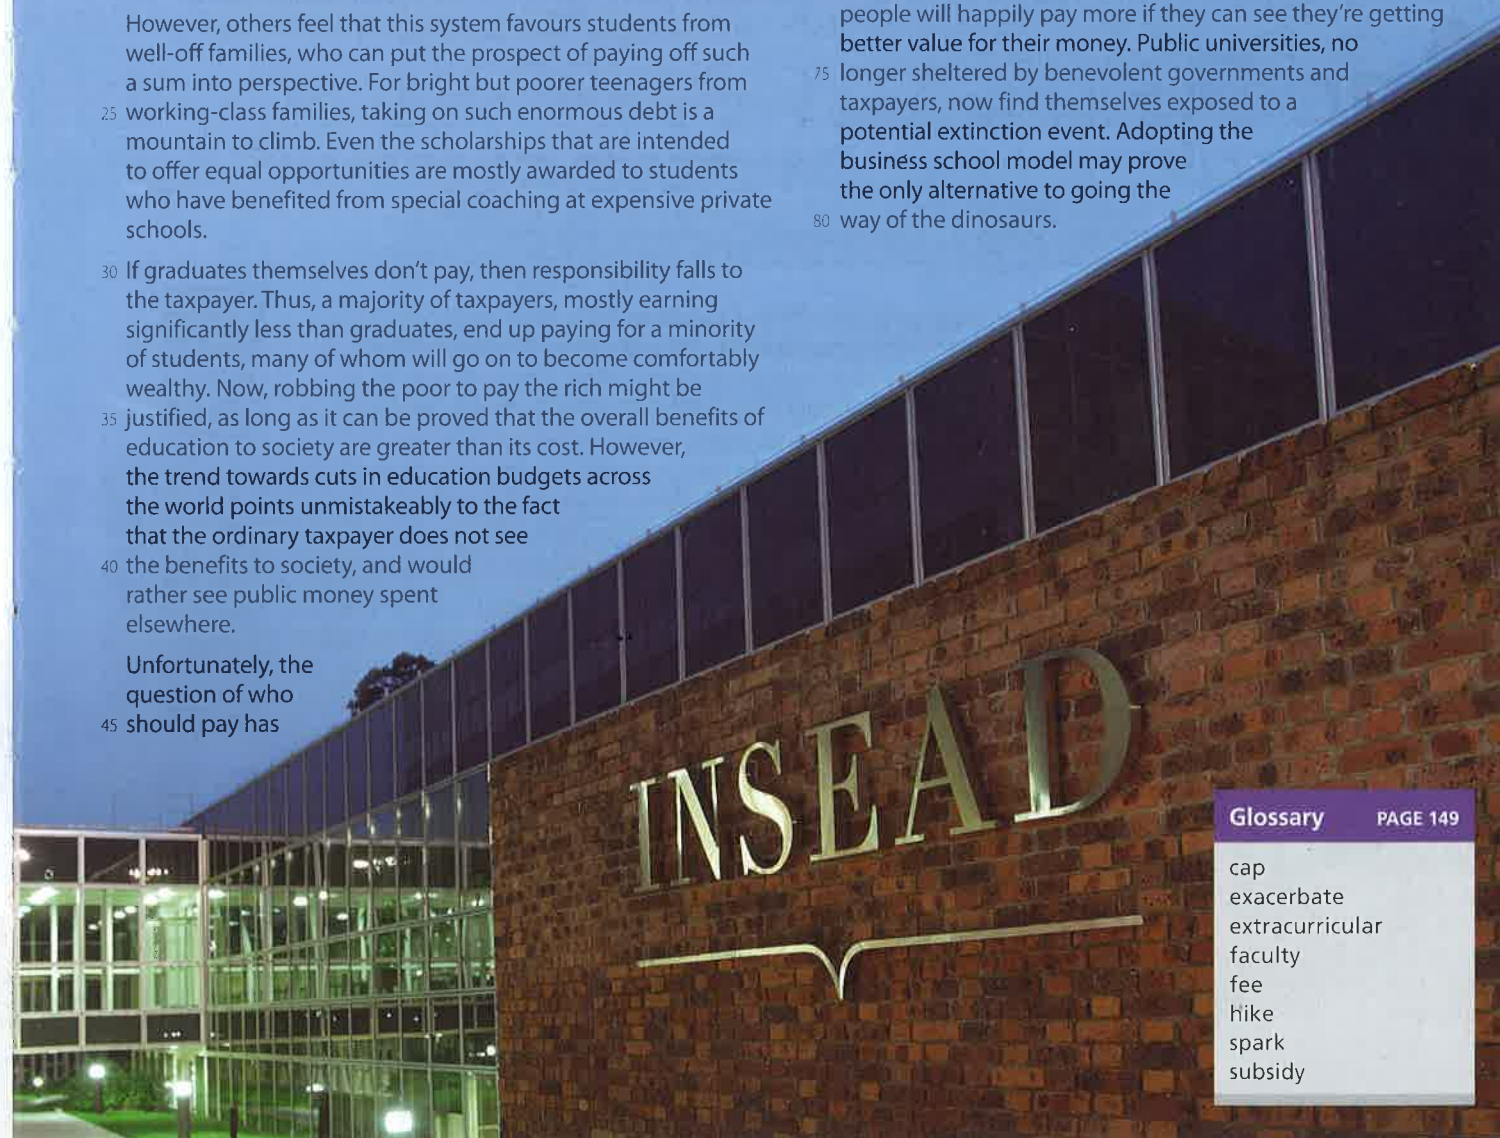 However, others feel that this system favours students from
well-off families, who can put the prospect of paying off such
a sum into perspective. For bright but poorer teenagers from
25 working-class families, taking on such enormous debt is a
mountain to climb. Even the scholarships that are intended
to offer equal opportunities are mostly awarded to students
who have benefited from special coaching at expensive private
schools.
30 If graduates themselves don't pay, then responsibility falls to
the taxpayer. Thus, a majority of taxpayers, mostly earning
significantly less than graduates, end up paying for a minority
of students, many of whom will go on to become comfortably
wealthy. Now, robbing the poor to pay the rich might be
35 justified, as long as it can be proved that the overall benefits of
education to society are greater than its cost. However,
the trend towards cuts in education budgets across
the world points unmistakeably to the fact
that the ordinary taxpayer does not see
40 the benefits to society, and would
rather see public money spent
elsewhere.
Unfortunately, the
question of who
45 should pay has
people will happily pay more if they can see they're getting
better value for their money. Public universities, no
75 longer sheltered by benevolent governments and
taxpayers, now find themselves exposed to a
potential extinction event. Adopting the
business school model may prove
the only alternative to going the
80 way of the dinosaurs.
INSEAD
Glossary PAGE 149
cap
exacerbate
extracurricular
faculty
fee
hike
spark
subsidy